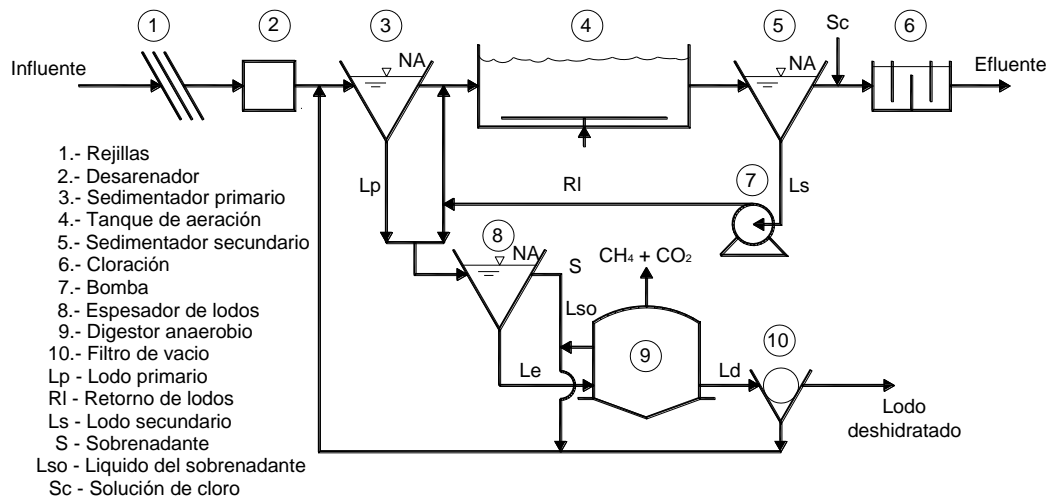 1
2
3
4
5
Sc
6
Influente
NA
NA
Efluente
1.- Rejillas
2.- Desarenador
3.- Sedimentador primario
4.- Tanque de aeración
5.- Sedimentador secundario
6.- Cloración
7.- Bomba
8.- Espesador de lodos
9.- Digestor anaerobio
10.- Filtro de vacio
Lp - Lodo primario
Rl - Retorno de lodos
Ls - Lodo secundario
S - Sobrenadante
Lso - Liquido del sobrenadante
Sc - Solución de cloro
Lp
Rl
7
Ls
8
NA
S
CH₄ + CO₂
Lso
9
10
Le
Ld
Lodo
deshidratado